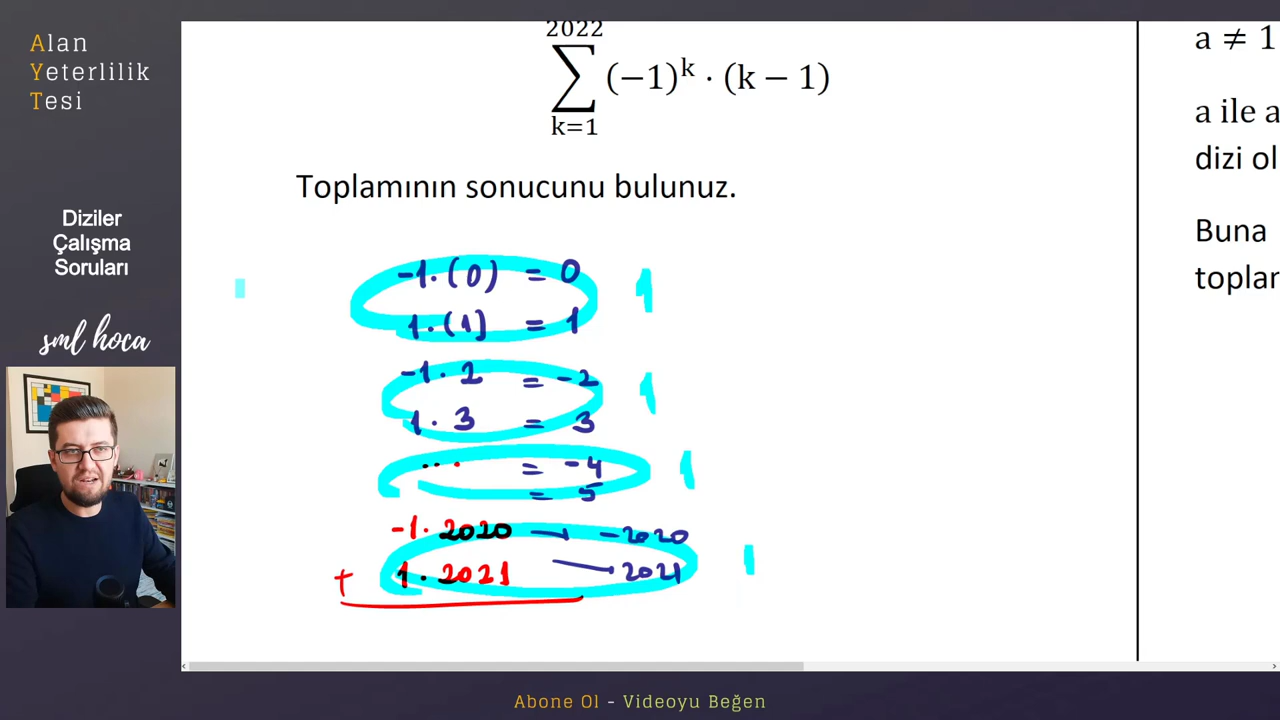 Alan
Yeterlilik
Tesi
Diziler
Çalışma
Soruları
sml hoca
2022
∑ (−1)^k · (k − 1)
k=1
Toplamının sonucunu bulunuz.
-1·(0) = 0 1
1·(1) = 1
-1·2 = -2 1
1·3 = 3
... = -4 1
= 5
-1·2020 → -2020
1·2021 → 2021 1
+
a ≠ 1
a ile a
dizi ol
Buna
toplar
Abone Ol - Videoyu Beğen